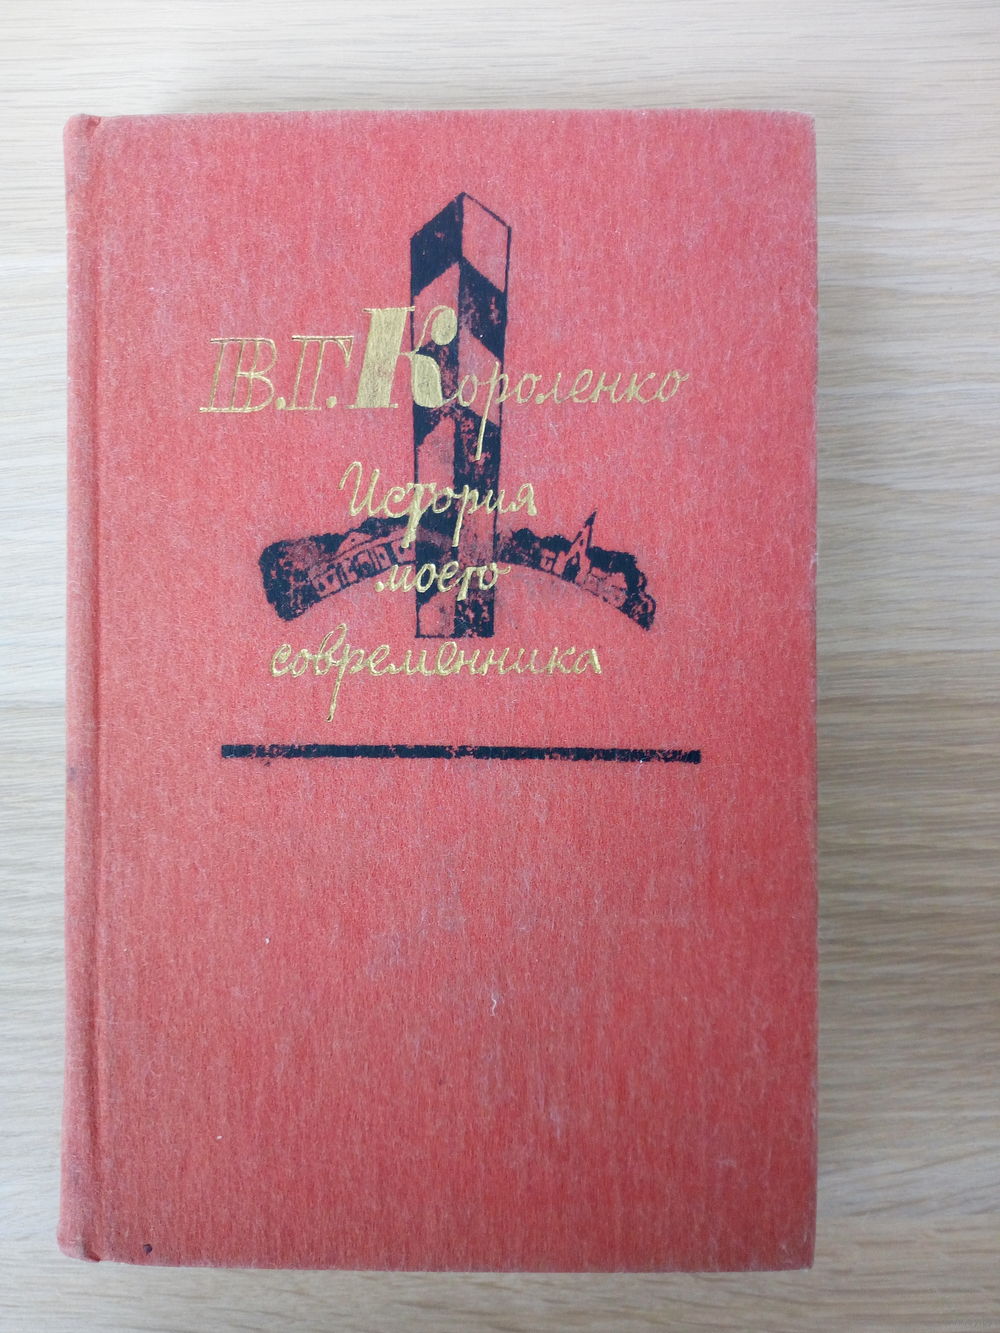 В.Г. Короленко
История
моего
современника